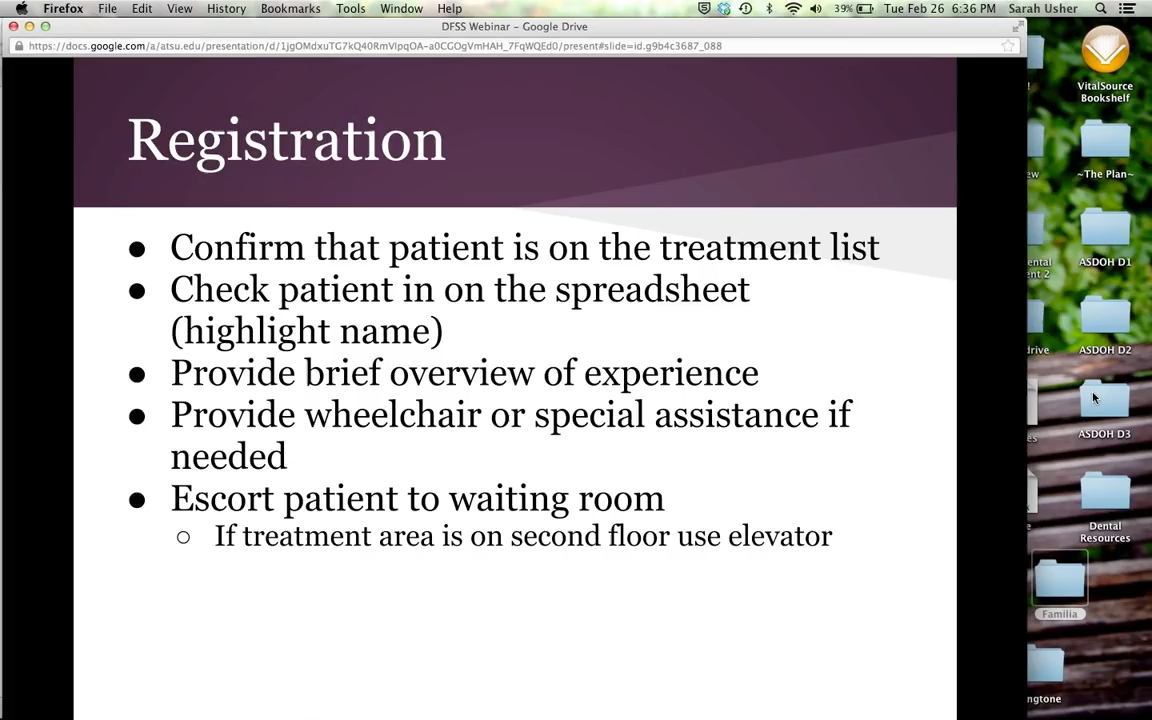 Firefox File Edit View History Bookmarks Tools Window Help 39% Tue Feb 26 6:36 PM Sarah Usher
DFSS Webinar – Google Drive
https://docs.google.com/a/atsu.edu/presentation/d/1jgOMdxuTG7kQ40RmVIpqOA-a0CGOgVmHAH_7FqWQEd0/present#slide=id.g9b4c3687_088
Registration
● Confirm that patient is on the treatment list
● Check patient in on the spreadsheet
(highlight name)
● Provide brief overview of experience
● Provide wheelchair or special assistance if
needed
● Escort patient to waiting room
○ If treatment area is on second floor use elevator
VitalSource
Bookshelf
~The Plan~
ASDOH D1
ASDOH D2
ASDOH D3
Dental
Resources
Familia